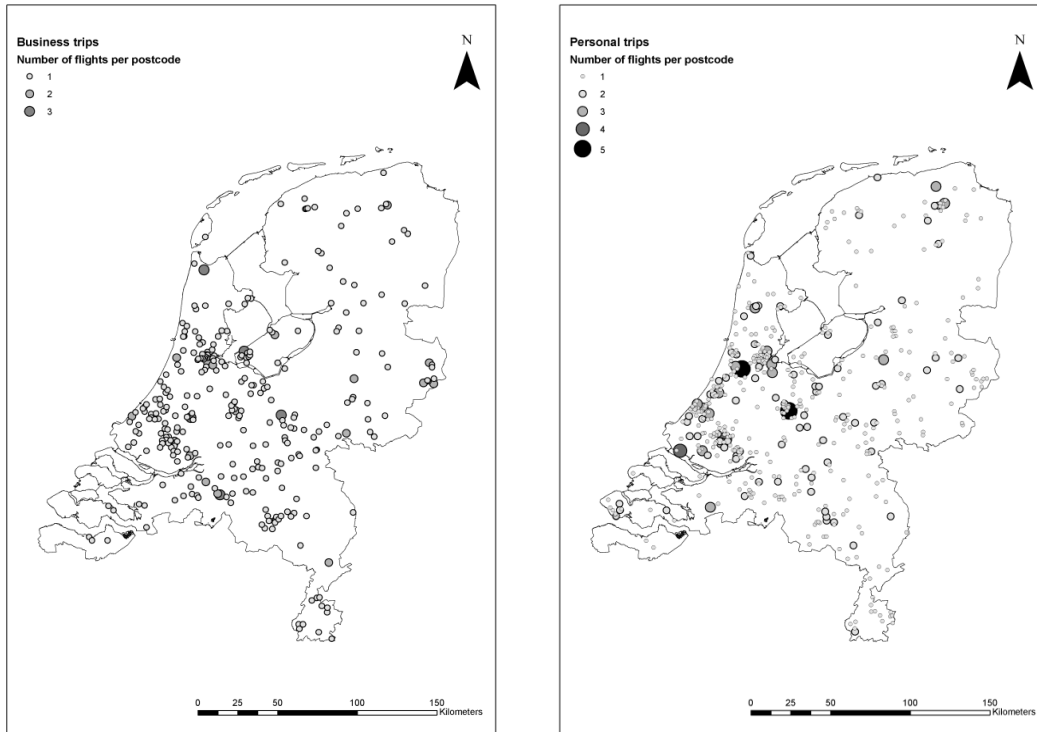 Business trips
Number of flights per postcode
1
2
3
N
0 25 50 100 150
Kilometers
Personal trips
Number of flights per postcode
1
2
3
4
5
N
0 25 50 100 150
Kilometers